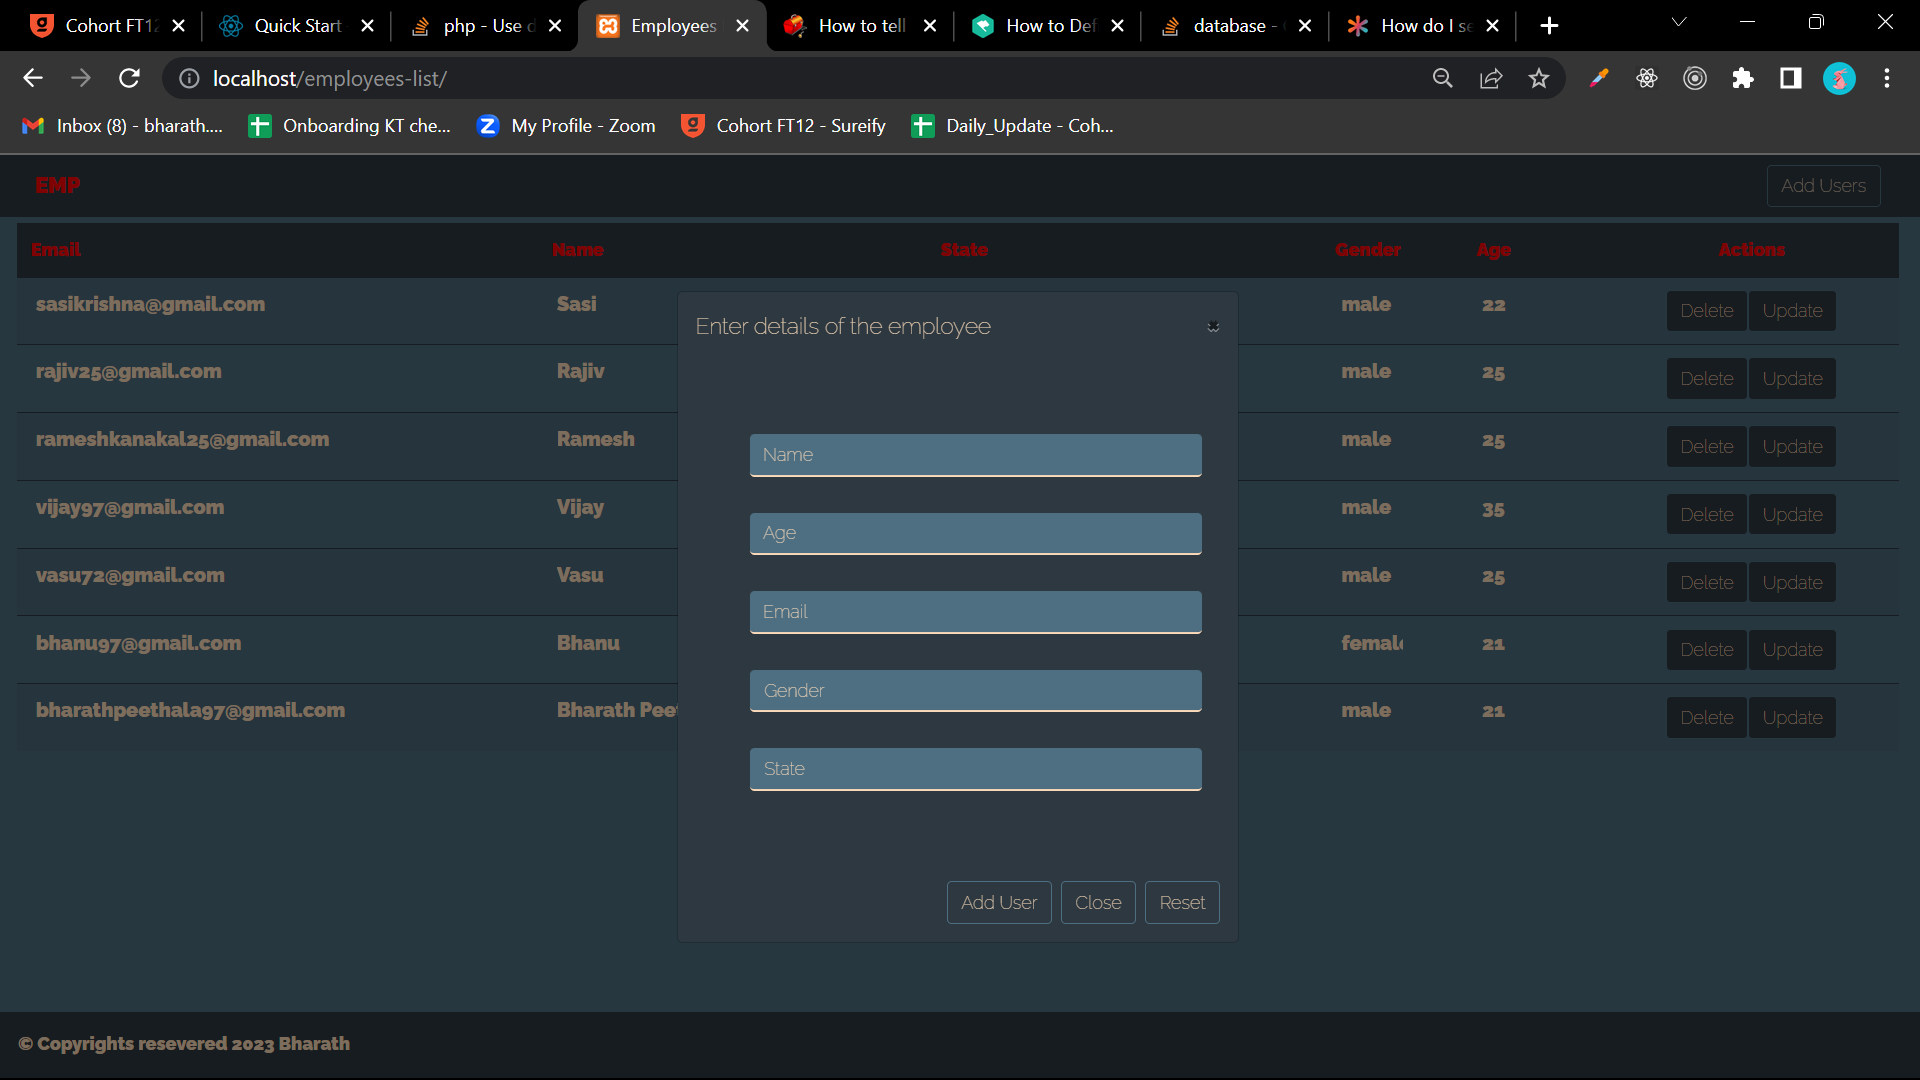 Cohort FT12
Quick Start
php - Use d
Employees
How to tell
How to Def
database -
How do I se
localhost/employees-list/
Inbox (8) - bharath....
Onboarding KT che...
My Profile - Zoom
Cohort FT12 - Sureify
Daily_Update - Coh...
EMP
Add Users
Email Name State Gender Age Actions
sasikrishna@gmail.com Sasi male 22 Delete Update
rajiv25@gmail.com Rajiv male 25 Delete Update
rameshkanakal25@gmail.com Ramesh male 25 Delete Update
vijay97@gmail.com Vijay male 35 Delete Update
vasu72@gmail.com Vasu male 25 Delete Update
bhanu97@gmail.com Bhanu female 21 Delete Update
bharathpeethala97@gmail.com Bharath Pee male 21 Delete Update
Enter details of the employee
Name
Age
Email
Gender
State
Add User Close Reset
© Copyrights resevered 2023 Bharath